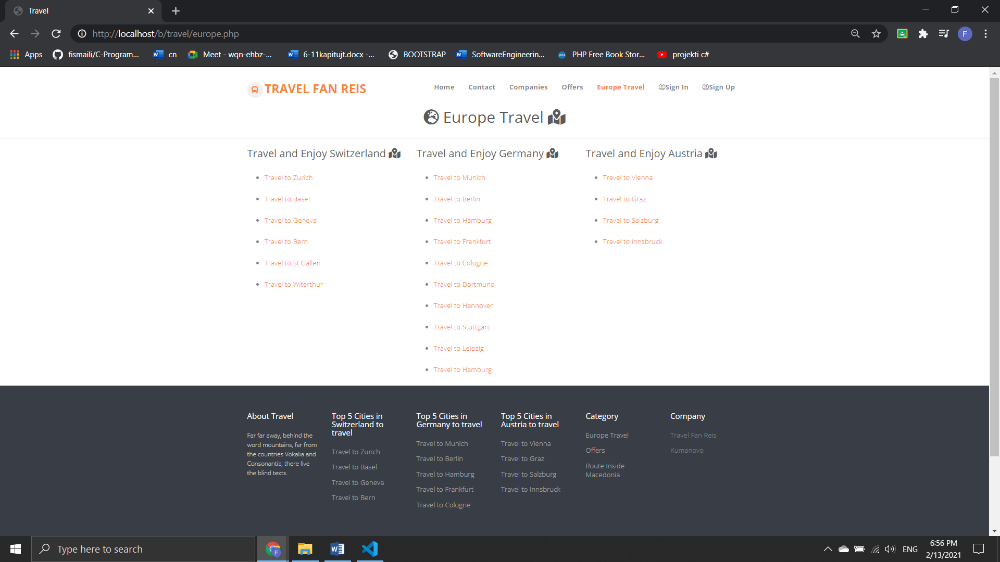 Travel
http://localhost/b/travel/europe.php
F
Apps
fismaili/C-Program...
cn
Meet - wqn-ehbz-...
6-11kapitujt.docx -...
BOOTSTRAP
SoftwareEngineerin...
PHP Free Book Stor...
projekti c#
TRAVEL FAN REIS
Home
Contact
Companies
Offers
Europe Travel
Sign In
Sign Up
Europe Travel
Travel and Enjoy Switzerland
Travel to Zurich
Travel to Basel
Travel to Geneva
Travel to Bern
Travel to St.Gallen
Travel to Witerthur
Travel and Enjoy Germany
Travel to Munich
Travel to Berlin
Travel to Hamburg
Travel to Frankfurt
Travel to Cologne
Travel to Dortmund
Travel to Hannover
Travel to Stuttgart
Travel to Leipzig
Travel to Hamburg
Travel and Enjoy Austria
Travel to Vienna
Travel to Graz
Travel to Salzburg
Travel to Innsbruck
About Travel
Far far away, behind the
word mountains, far from
the countries Vokalia and
Consonantia, there live
the blind texts.
Top 5 Cities in
Switzerland to
travel
Travel to Zurich
Travel to Basel
Travel to Geneva
Travel to Bern
Top 5 Cities in
Germany to travel
Travel to Munich
Travel to Berlin
Travel to Hamburg
Travel to Frankfurt
Travel to Cologne
Top 5 Cities in
Austria to travel
Travel to Vienna
Travel to Graz
Travel to Salzburg
Travel to Innsbruck
Category
Europe Travel
Offers
Route Inside
Macedonia
Company
Travel Fan Reis
Kumanovo
Type here to search
F
ENG
6:56 PM
2/13/2021